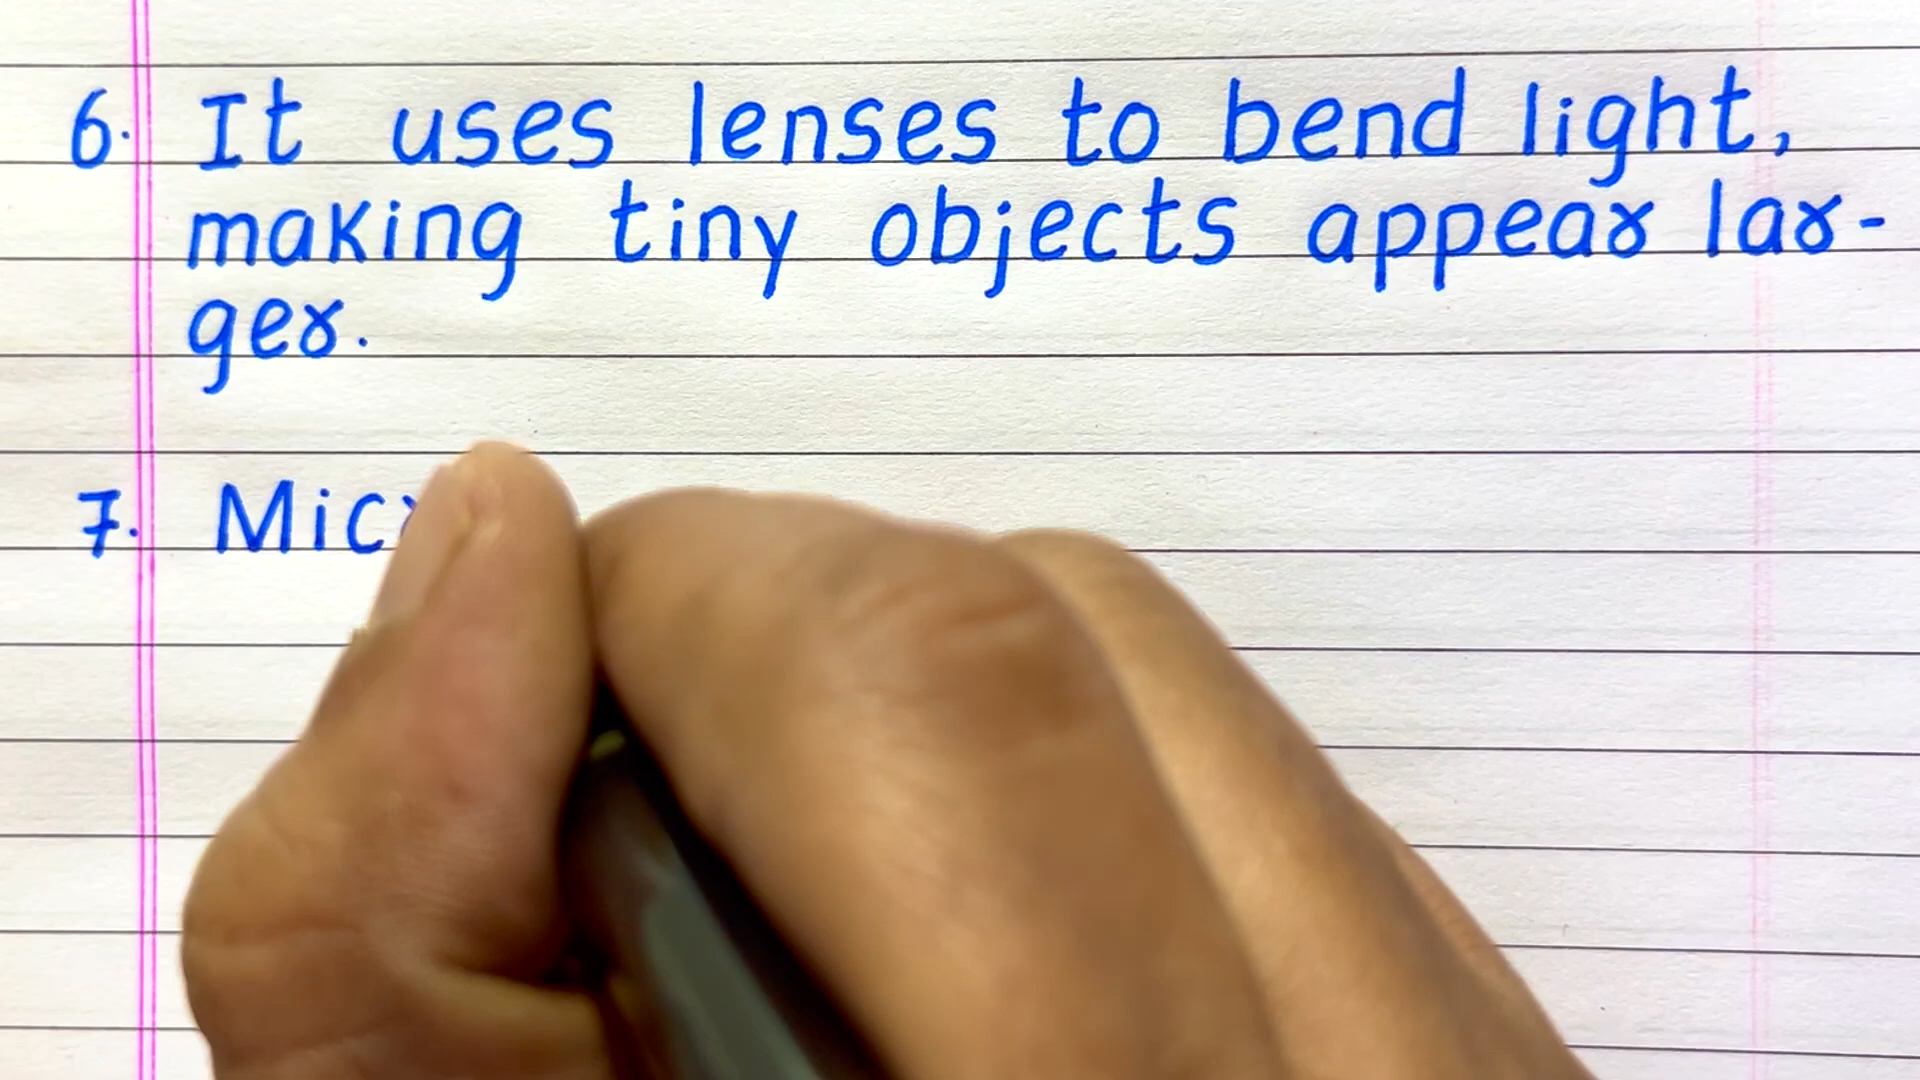 6. It uses lenses to bend light,
making tiny objects appear lar-
ger.
7. Mic